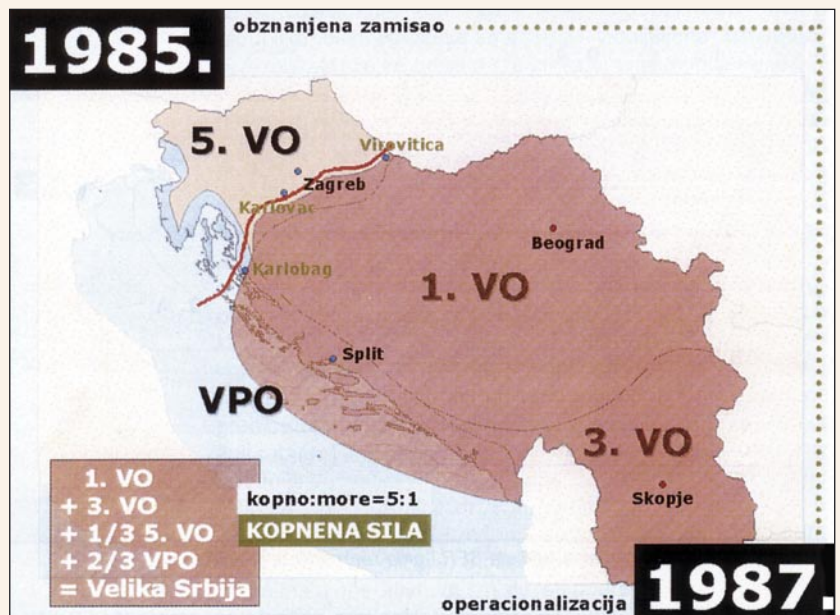 1985.
obznanjena zamisao
5. VO
Virovitica
Zagreb
Karlovac
Beograd
Karlobag
1. VO
Split
VPO
3. VO
Skopje
1. VO
+ 3. VO
+ 1/3 5. VO
+ 2/3 VPO
= Velika Srbija
kopno:more=5:1
KOPNENA SILA
operacionalizacija
1987.